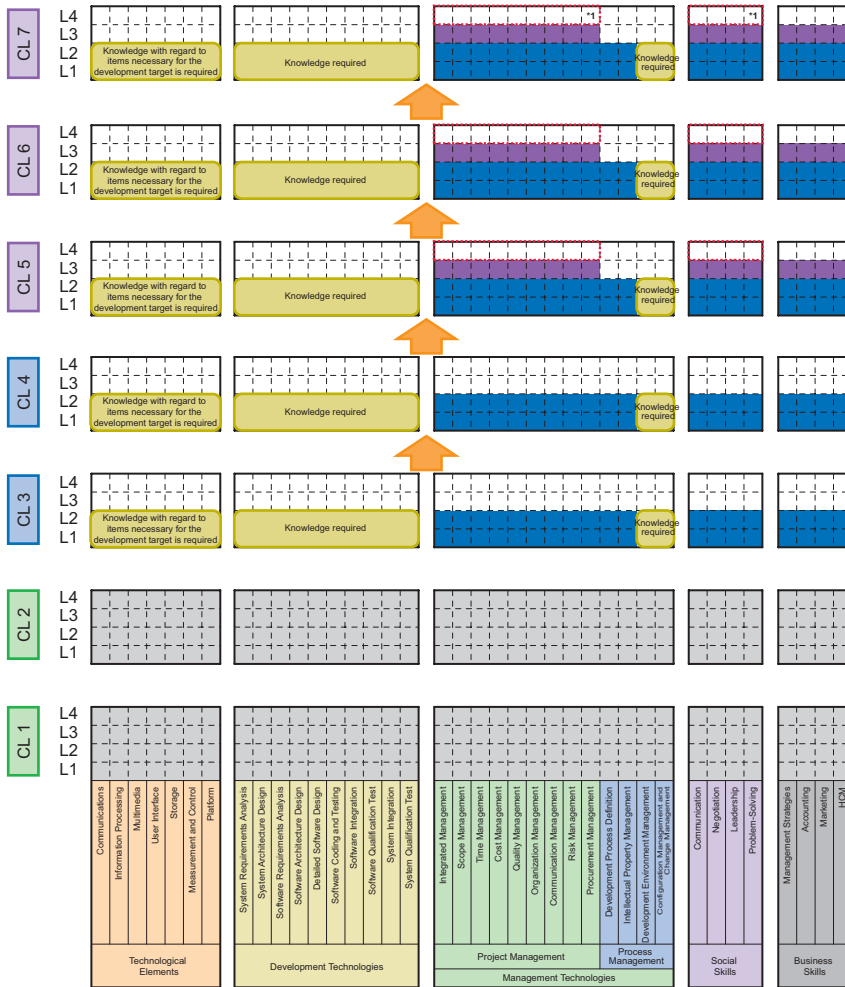 CL 7
L4
L3
L2
L1
Knowledge with regard to
items necessary for the
development target is required
Knowledge required
*1
Knowledge
required
*1
CL 6
L4
L3
L2
L1
Knowledge with regard to
items necessary for the
development target is required
Knowledge required
Knowledge
required
CL 5
L4
L3
L2
L1
Knowledge with regard to
items necessary for the
development target is required
Knowledge required
Knowledge
required
CL 4
L4
L3
L2
L1
Knowledge with regard to
items necessary for the
development target is required
Knowledge required
Knowledge
required
CL 3
L4
L3
L2
L1
Knowledge with regard to
items necessary for the
development target is required
Knowledge required
Knowledge
required
CL 2
L4
L3
L2
L1
CL 1
L4
L3
L2
L1
Communications
Information Processing
Multimedia
User Interface
Storage
Measurement and Control
Platform
System Requirements Analysis
System Architecture Design
Software Requirements Analysis
Software Architecture Design
Detailed Software Design
Software Coding and Testing
Software Integration
Software Qualification Test
System Integration
System Qualification Test
Integrated Management
Scope Management
Time Management
Cost Management
Quality Management
Organization Management
Communication Management
Risk Management
Procurement Management
Development Process Definition
Intellectual Property Management
Development Environment Management
Configuration Management and
Change Management
Communication
Negotiation
Leadership
Problem-Solving
Management Strategies
Accounting
Marketing
HCM
Technological
Elements
Development Technologies
Project Management
Process
Management
Management Technologies
Social
Skills
Business
Skills